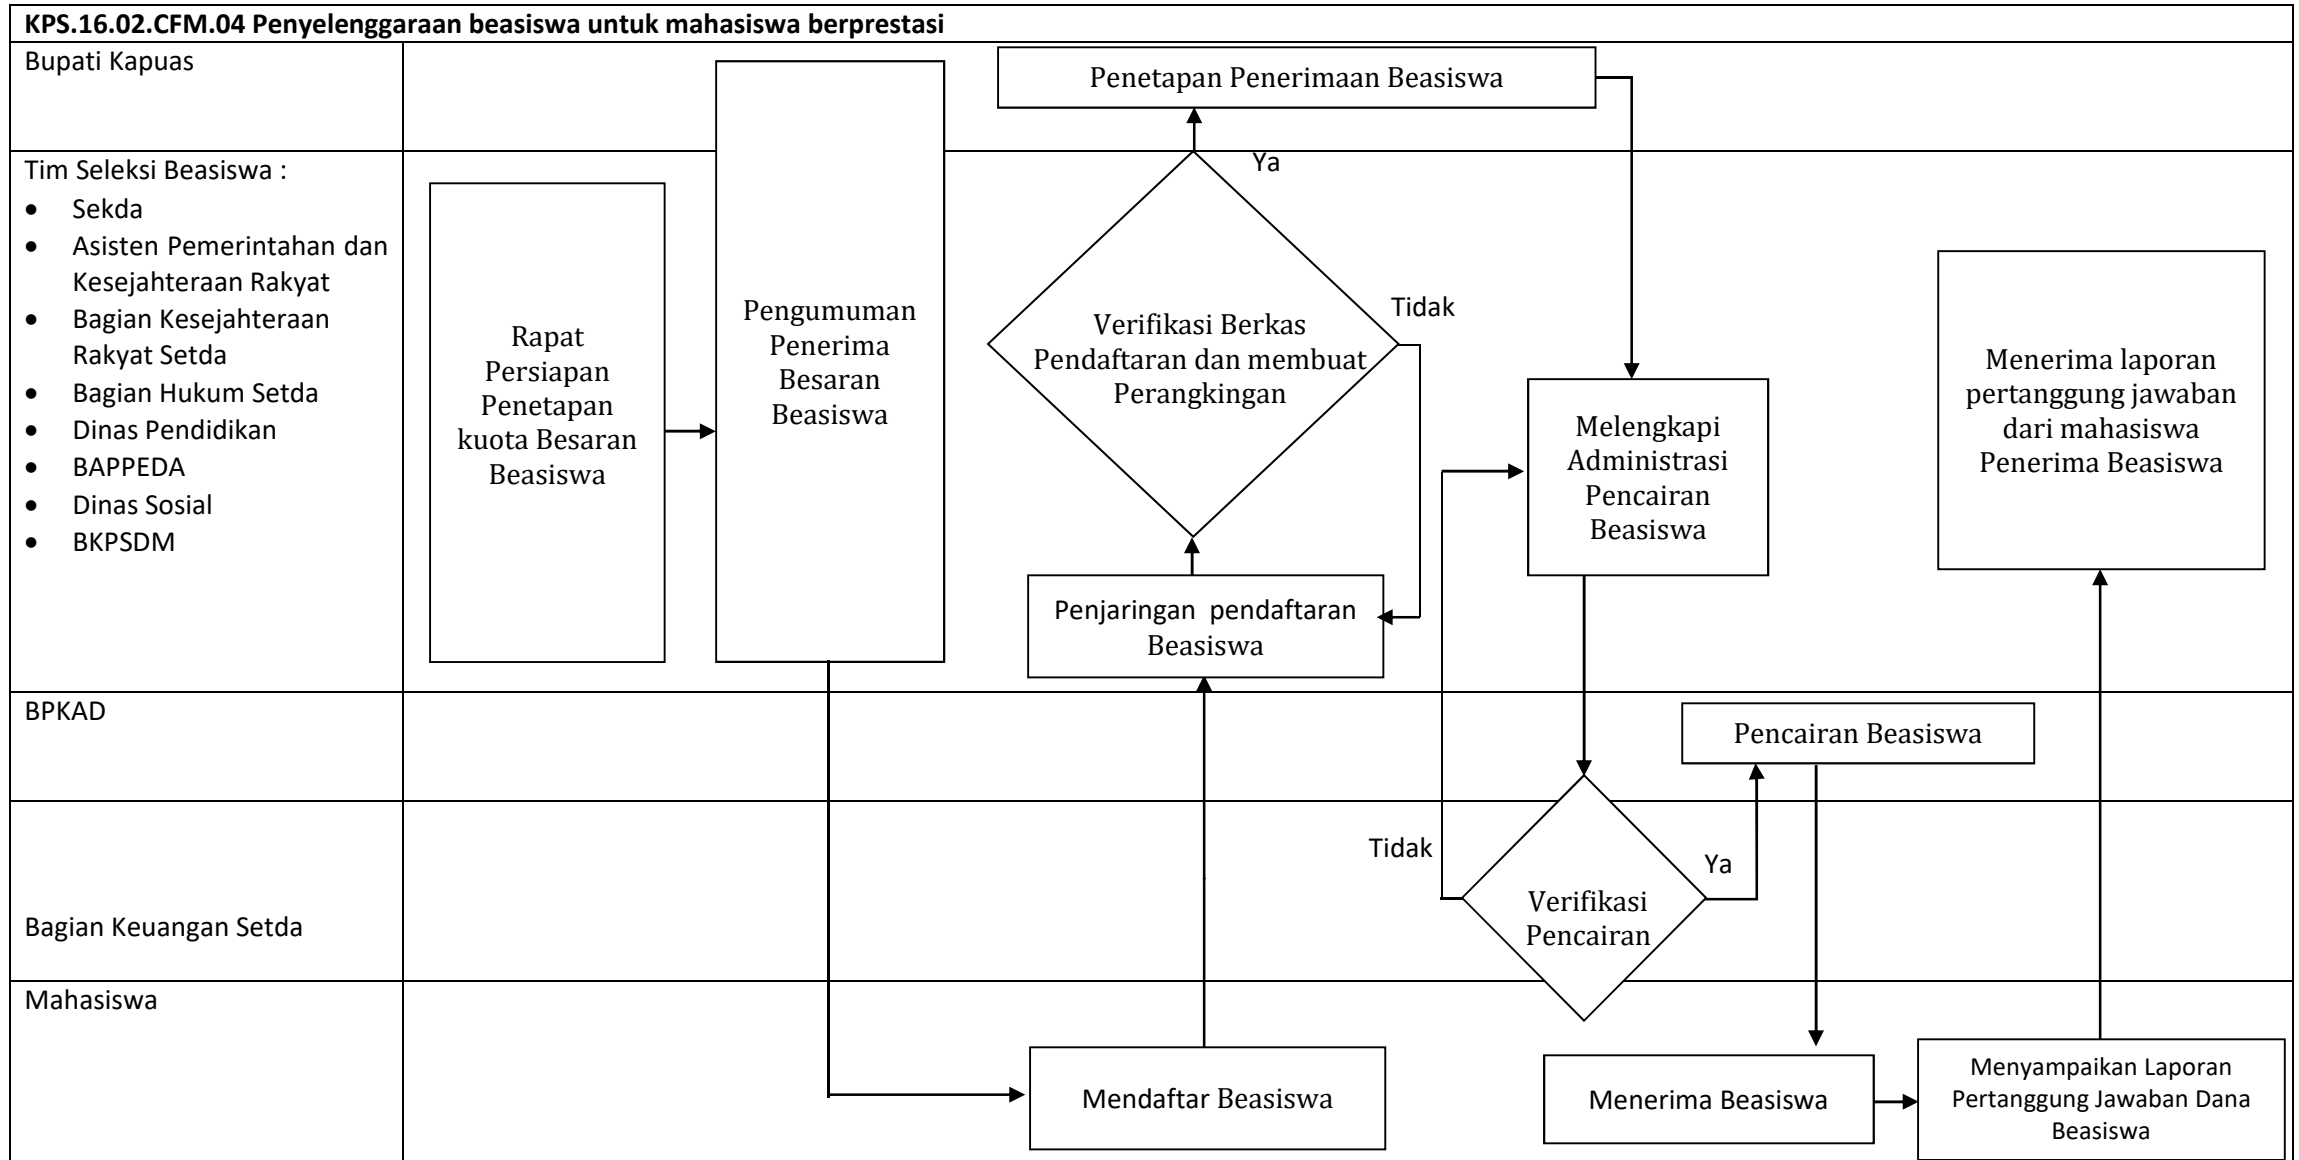 KPS.16.02.CFM.04 Penyelenggaraan beasiswa untuk mahasiswa berprestasi
Bupati Kapuas
Penetapan Penerimaan Beasiswa
Tim Seleksi Beasiswa :
• Sekda
• Asisten Pemerintahan dan
Kesejahteraan Rakyat
• Bagian Kesejahteraan
Rakyat Setda
• Bagian Hukum Setda
• Dinas Pendidikan
• BAPPEDA
• Dinas Sosial
• BKPSDM
Rapat
Persiapan
Penetapan
kuota Besaran
Beasiswa
Pengumuman
Penerima
Besaran
Beasiswa
Ya
Verifikasi Berkas
Pendaftaran dan membuat
Perangkingan
Tidak
Penjaringan pendaftaran
Beasiswa
Melengkapi
Administrasi
Pencairan
Beasiswa
Menerima laporan
pertanggung jawaban
dari mahasiswa
Penerima Beasiswa
BPKAD
Pencairan Beasiswa
Bagian Keuangan Setda
Tidak
Ya
Verifikasi
Pencairan
Mahasiswa
Mendaftar Beasiswa
Menerima Beasiswa
Menyampaikan Laporan
Pertanggung Jawaban Dana
Beasiswa